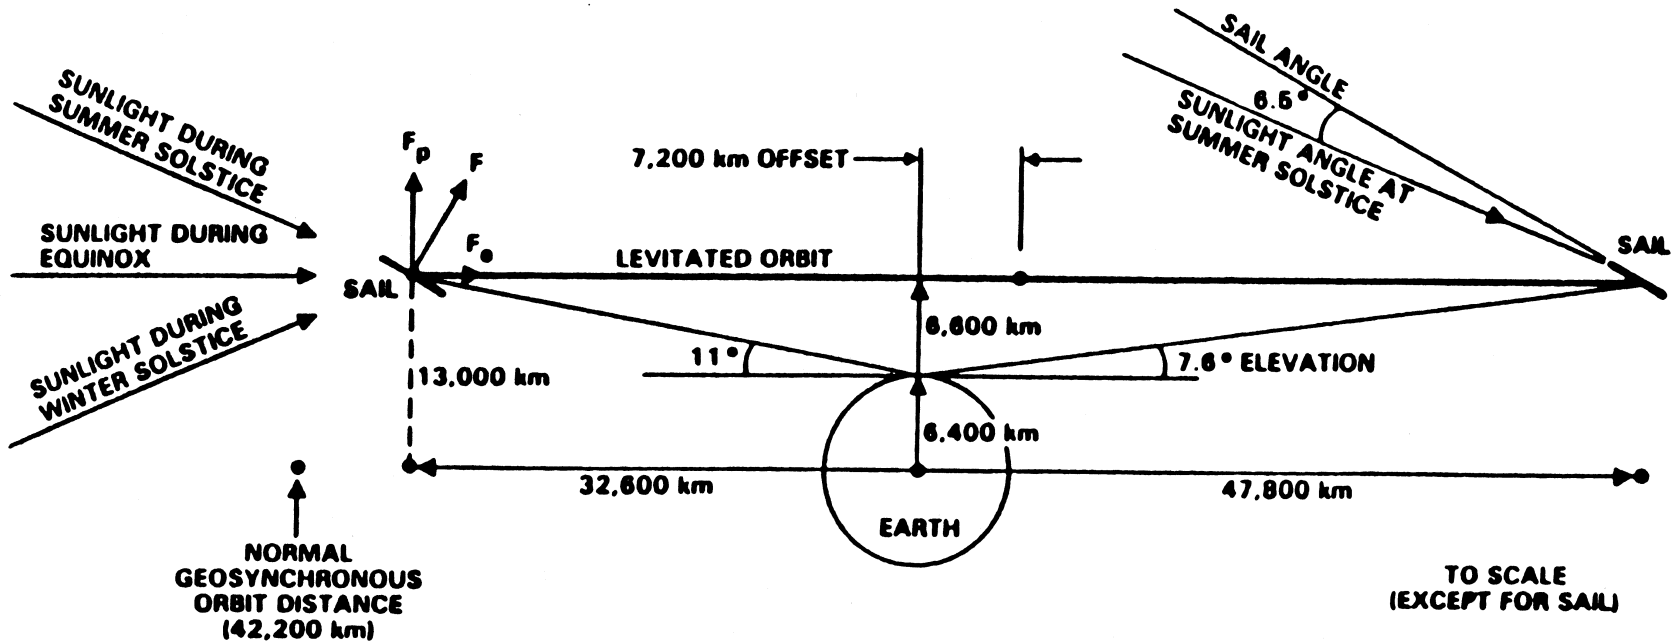 SUNLIGHT DURING
SUMMER SOLSTICE
SUNLIGHT DURING
EQUINOX
SUNLIGHT DURING
WINTER SOLSTICE
Fp
F
Fe
SAIL
LEVITATED ORBIT
7,200 km OFFSET
SAIL ANGLE
6.5°
SUNLIGHT ANGLE AT
SUMMER SOLSTICE
SAIL
6,600 km
11°
7.6° ELEVATION
13,000 km
6,400 km
32,600 km
47,800 km
EARTH
NORMAL
GEOSYNCHRONOUS
ORBIT DISTANCE
(42,200 km)
TO SCALE
(EXCEPT FOR SAIL)